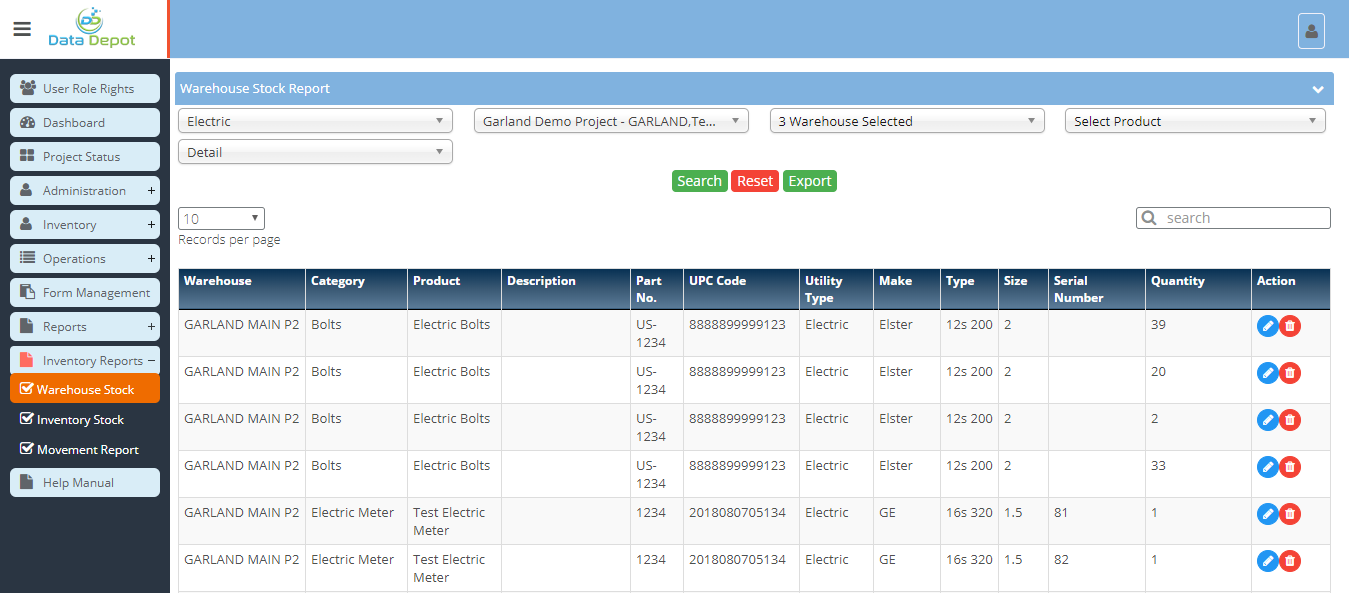 Data Depot
User Role Rights
Dashboard
Project Status
Administration +
Inventory +
Operations +
Form Management
Reports +
Inventory Reports −
Warehouse Stock
Inventory Stock
Movement Report
Help Manual
Warehouse Stock Report
Electric Garland Demo Project - GARLAND,Te... 3 Warehouse Selected Select Product
Detail
Search Reset Export
10 search
Records per page
Warehouse Category Product Description Part No. UPC Code Utility Type Make Type Size Serial Number Quantity Action
GARLAND MAIN P2 Bolts Electric Bolts US-1234 8888899999123 Electric Elster 12s 200 2 39
GARLAND MAIN P2 Bolts Electric Bolts US-1234 8888899999123 Electric Elster 12s 200 2 20
GARLAND MAIN P2 Bolts Electric Bolts US-1234 8888899999123 Electric Elster 12s 200 2 2
GARLAND MAIN P2 Bolts Electric Bolts US-1234 8888899999123 Electric Elster 12s 200 2 33
GARLAND MAIN P2 Electric Meter Test Electric Meter 1234 2018080705134 Electric GE 16s 320 1.5 81 1
GARLAND MAIN P2 Electric Meter Test Electric Meter 1234 2018080705134 Electric GE 16s 320 1.5 82 1